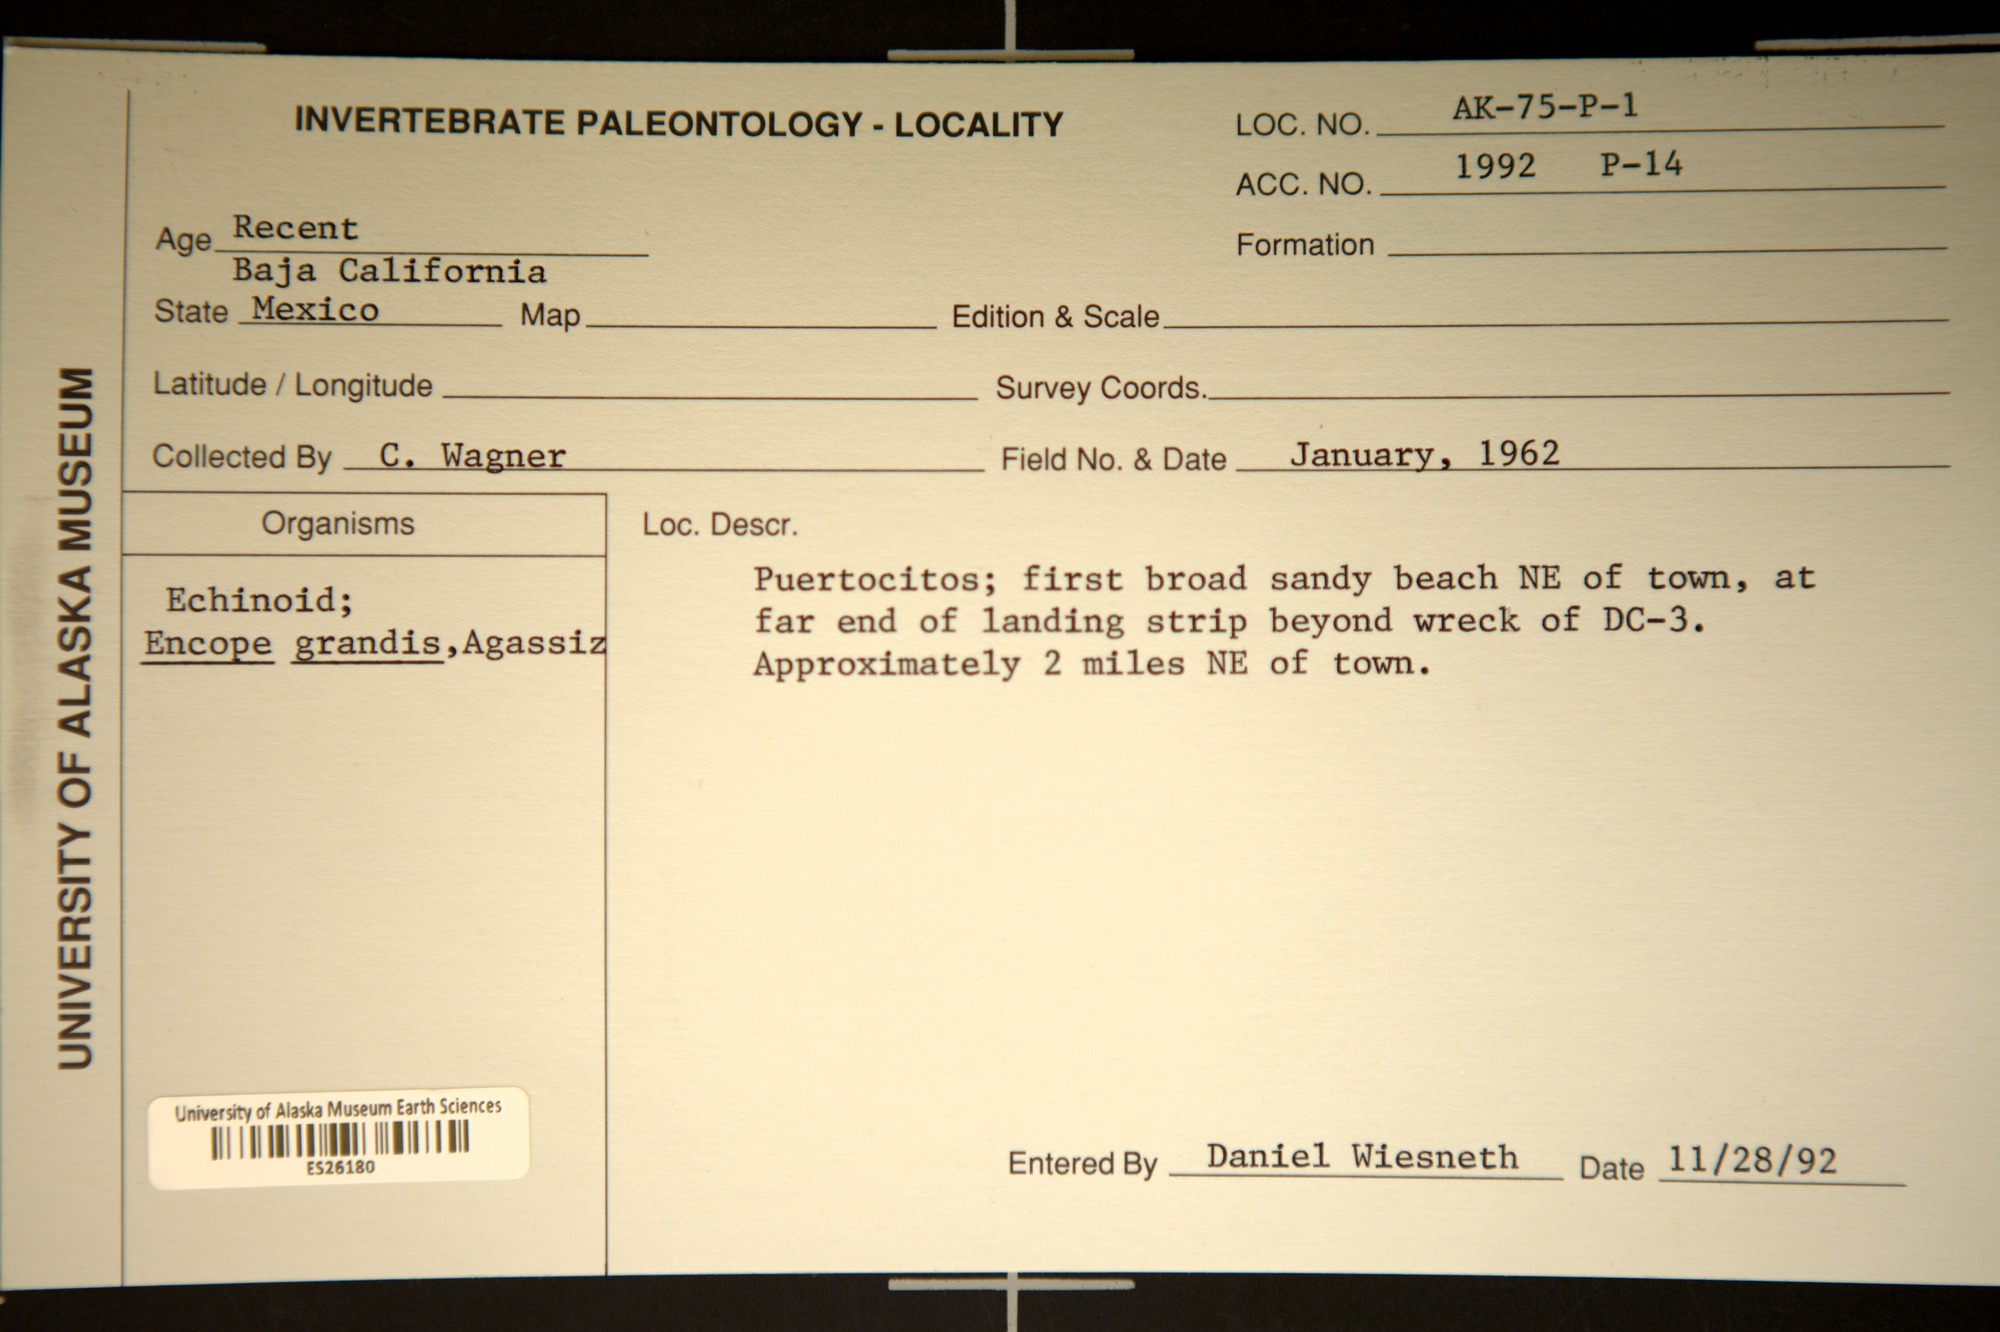 INVERTEBRATE PALEONTOLOGY - LOCALITY
LOC. NO. AK-75-P-1
ACC. NO. 1992 P-14
Age Recent
Formation
Baja California
State Mexico Map Edition & Scale
Latitude / Longitude Survey Coords.
Collected By C. Wagner Field No. & Date January, 1962
Organisms
Echinoid;
Encope grandis,Agassiz
Loc. Descr.
Puertocitos; first broad sandy beach NE of town, at
far end of landing strip beyond wreck of DC-3.
Approximately 2 miles NE of town.
UNIVERSITY OF ALASKA MUSEUM
University of Alaska Museum Earth Sciences
ES26180
Entered By Daniel Wiesneth Date 11/28/92